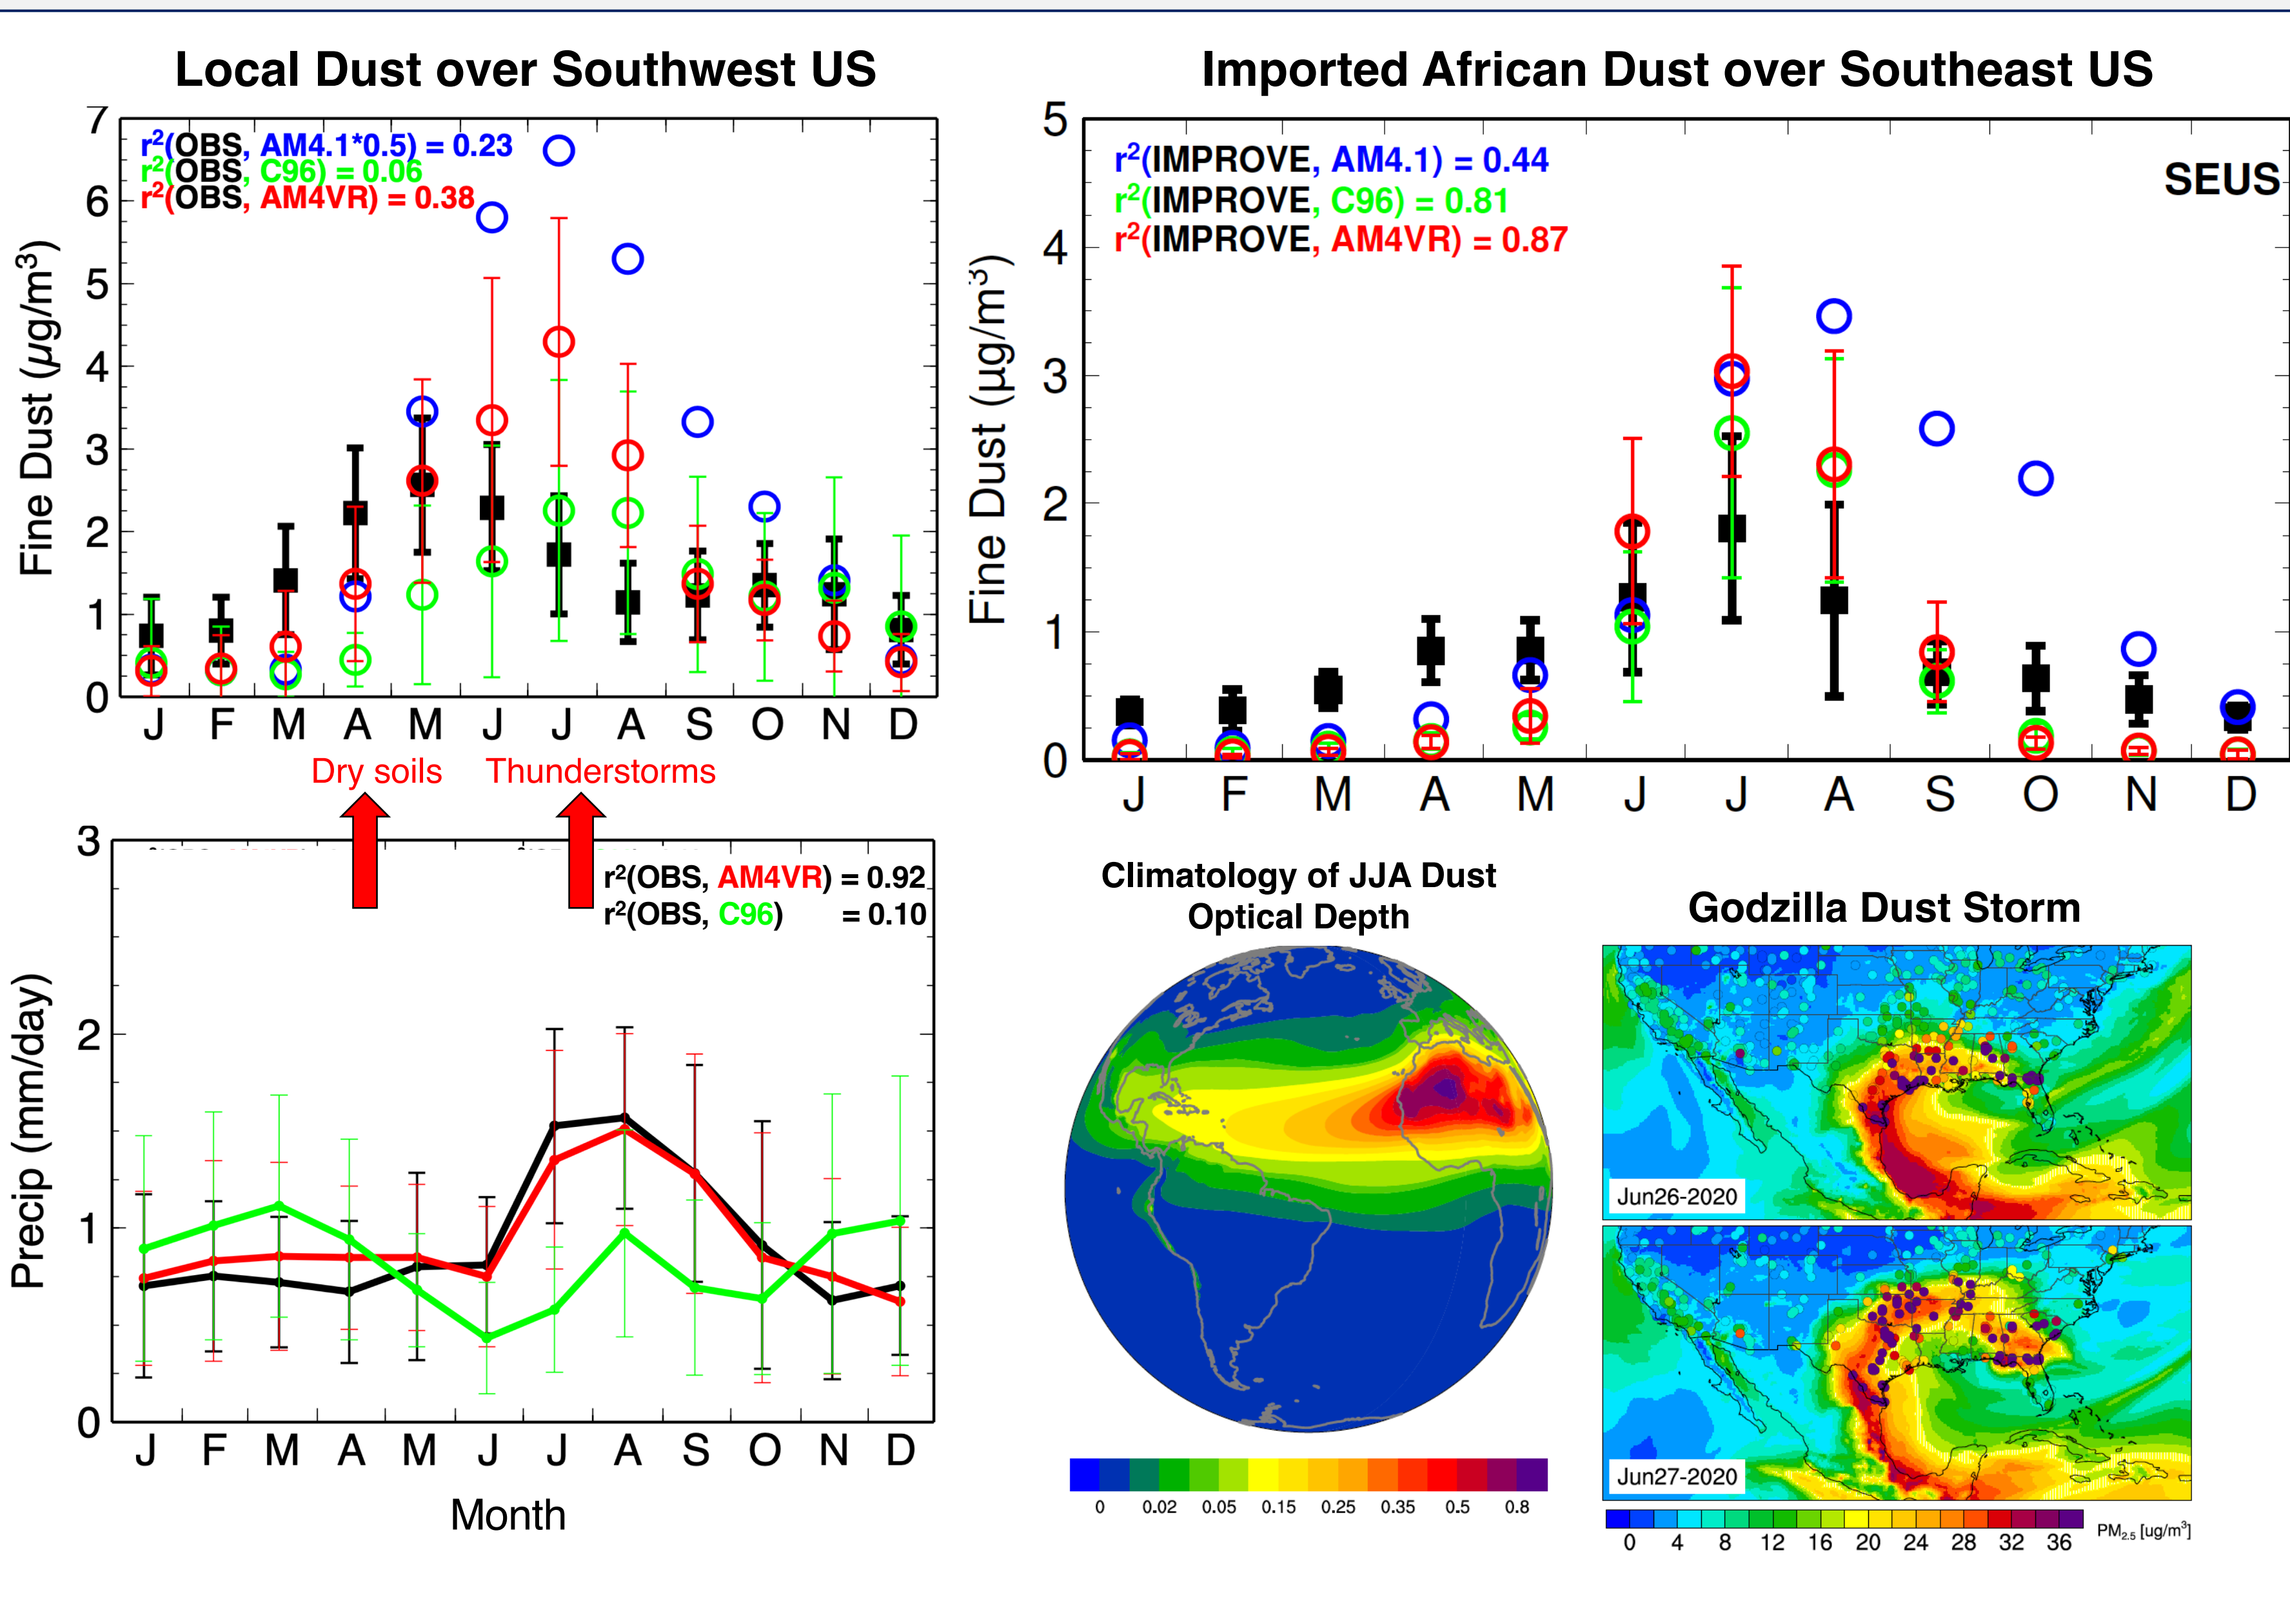 Local Dust over Southwest US
7
6
5
4
3
2
1
0
Fine Dust (µg/m³)
r²(OBS, AM4.1*0.5) = 0.23
r²(OBS, C96) = 0.06
r²(OBS, AM4VR) = 0.38
J F M A M J J A S O N D
Dry soils Thunderstorms
3
2
1
0
Precip (mm/day)
r²(OBS, AM4VR) = 0.92
r²(OBS, C96) = 0.10
J F M A M J J A S O N D
Month
Imported African Dust over Southeast US
5
4
3
2
1
0
Fine Dust (µg/m³)
r²(IMPROVE, AM4.1) = 0.44
r²(IMPROVE, C96) = 0.81
r²(IMPROVE, AM4VR) = 0.87
SEUS
J F M A M J J A S O N D
Climatology of JJA Dust
Optical Depth
0 0.02 0.05 0.15 0.25 0.35 0.5 0.8
Godzilla Dust Storm
Jun26-2020
Jun27-2020
0 4 8 12 16 20 24 28 32 36
PM2.5 [ug/m³]